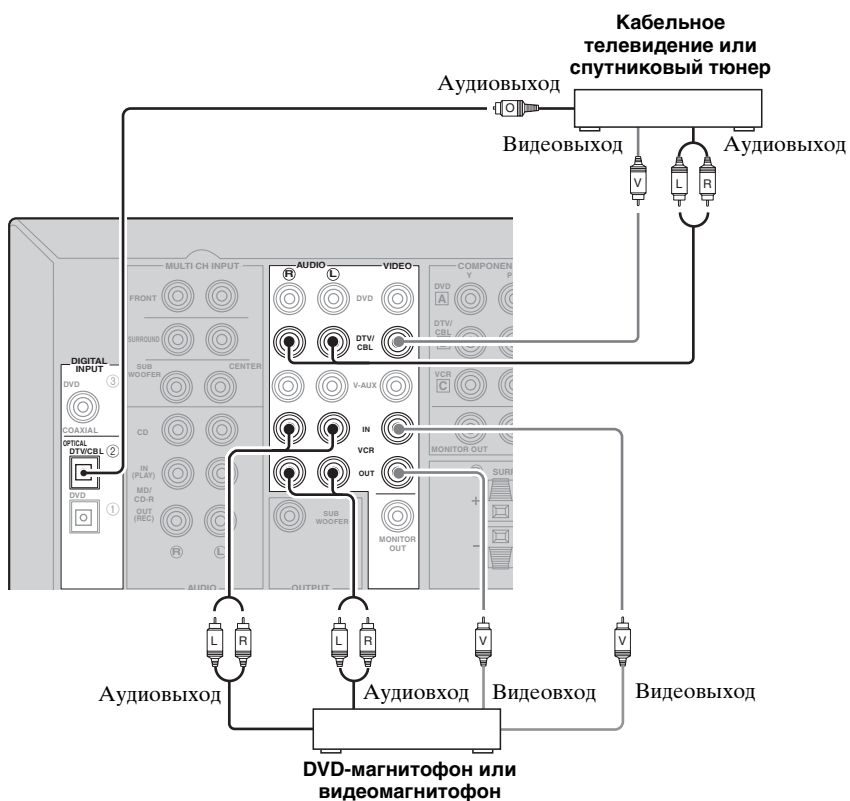 Кабельное
телевидение или
спутниковый тюнер
Аудиовыход
O
Видеовыход
Аудиовыход
V
L
R
MULTI CH INPUT
AUDIO
VIDEO
COMPONEN
R
L
Y
P
FRONT
DVD
DVD
A
SURROUND
DTV/
CBL
DTV/
CBL
DIGITAL
INPUT
SUB
WOOFER
CENTER
V-AUX
VCR
C
DVD
3
COAXIAL
CD
IN
VCR
OUT
MONITOR OUT
OPTICAL
DTV/CBL
2
IN
(PLAY)
MD/
CD-R
OUT
(REC)
SURR
+
–
DVD
1
SUB
WOOFER
MONITOR
OUT
R
L
AUDIO
OUTPUT
L
R
L
R
V
V
Аудиовыход
Аудиовход
Видеовход
Видеовыход
DVD-магнитофон или
видеомагнитофон